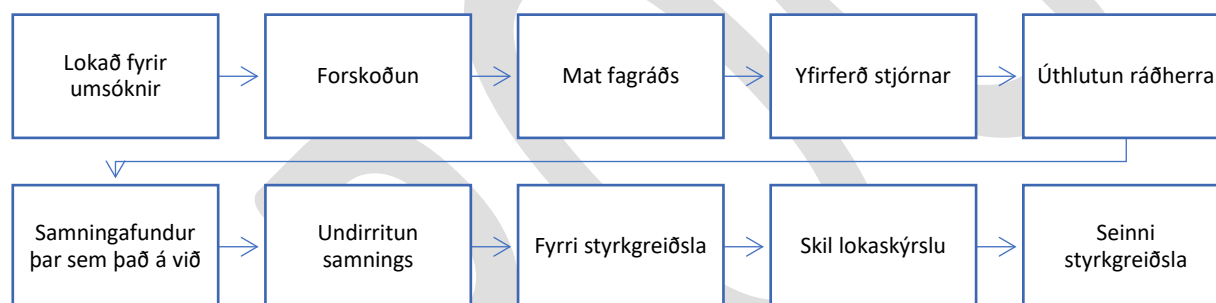 Lokað fyrir
umsóknir
Forskoðun
Mat fagráðs
Yfirferð stjórnar
Úthlutun ráðherra
Samningafundur
þar sem það á við
Undirritun
samnings
Fyrri styrkgreiðsla
Skil lokaskýrslu
Seinni
styrkgreiðsla